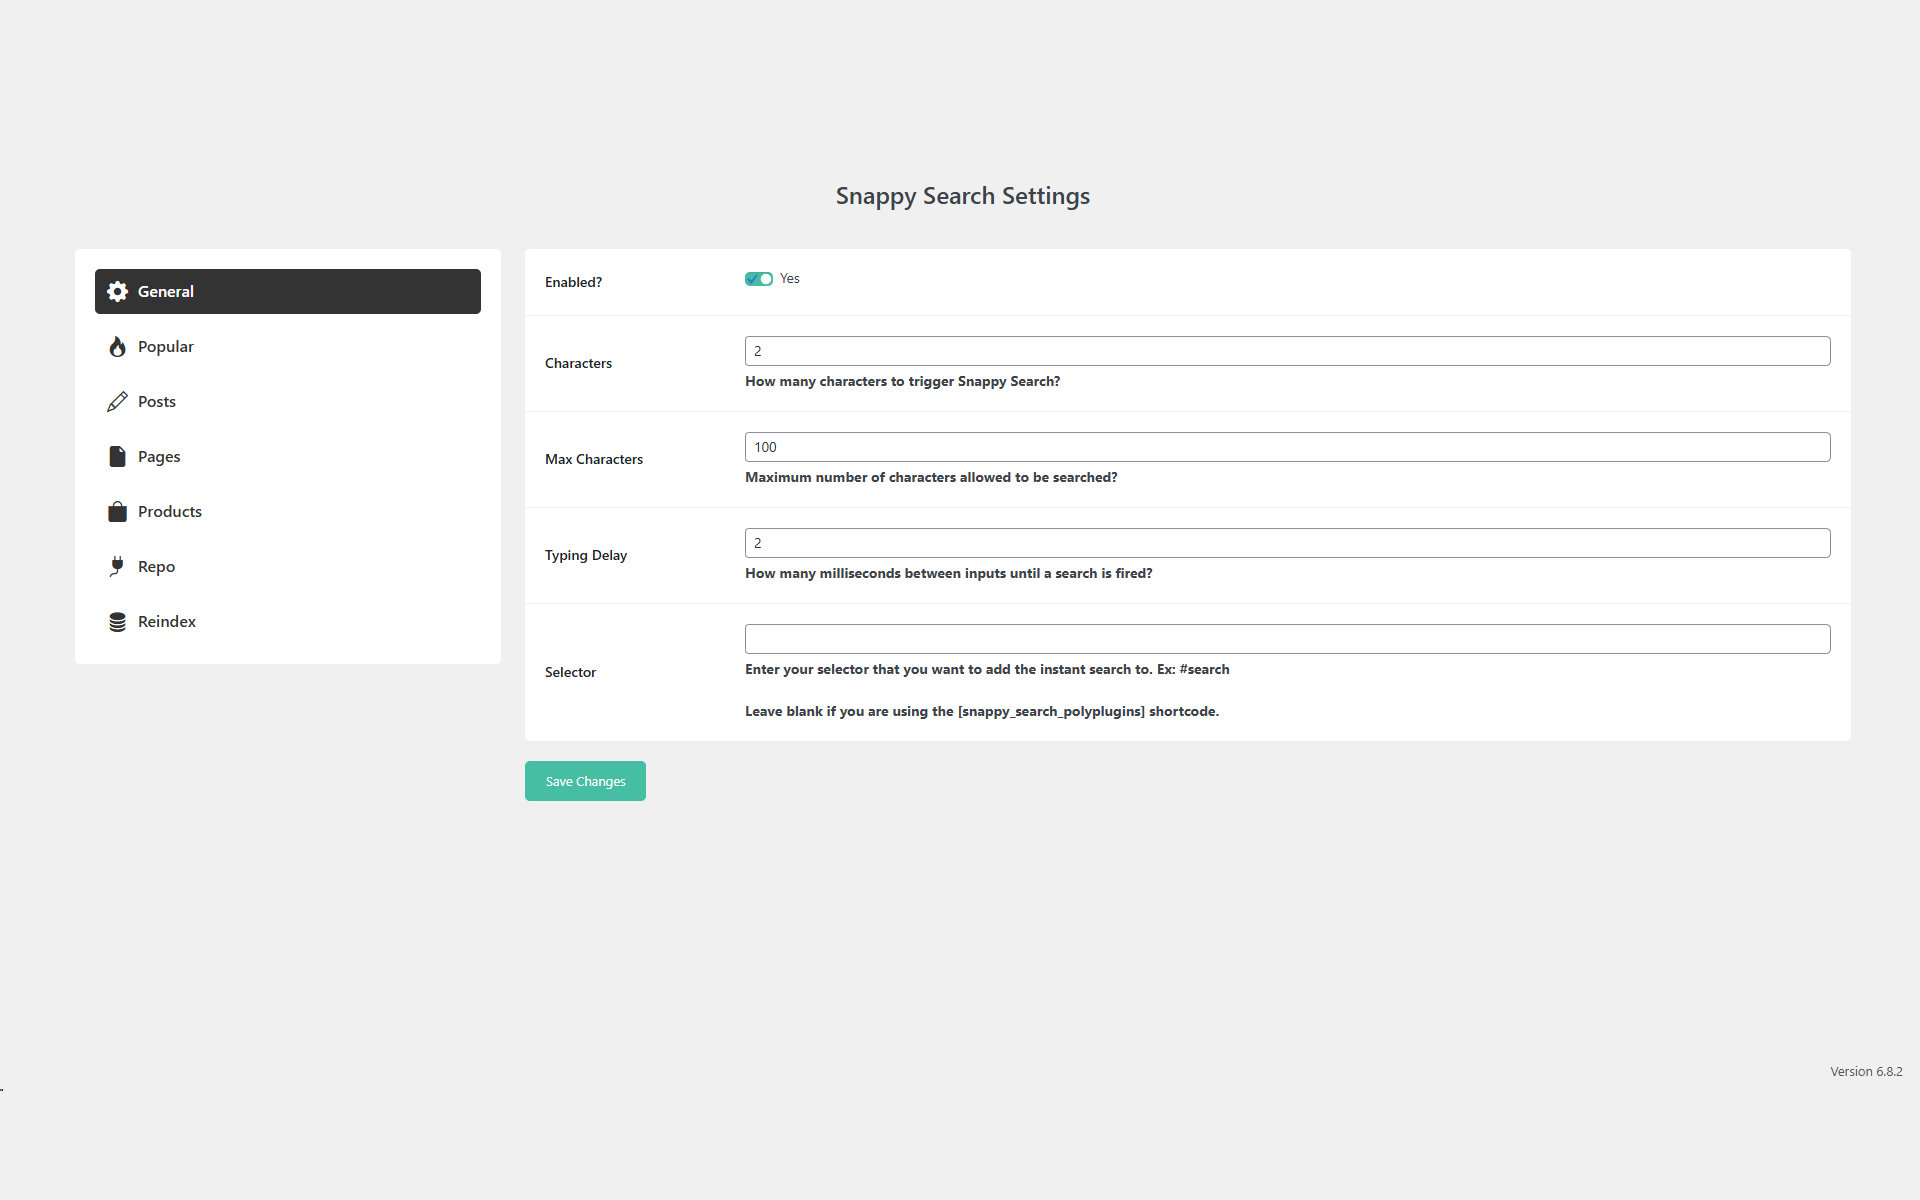 Snappy Search Settings
General
Popular
Posts
Pages
Products
Repo
Reindex
Enabled?
Yes
Characters
2
How many characters to trigger Snappy Search?
Max Characters
100
Maximum number of characters allowed to be searched?
Typing Delay
2
How many milliseconds between inputs until a search is fired?
Selector
Enter your selector that you want to add the instant search to. Ex: #search
Leave blank if you are using the [snappy_search_polyplugins] shortcode.
Save Changes
Version 6.8.2